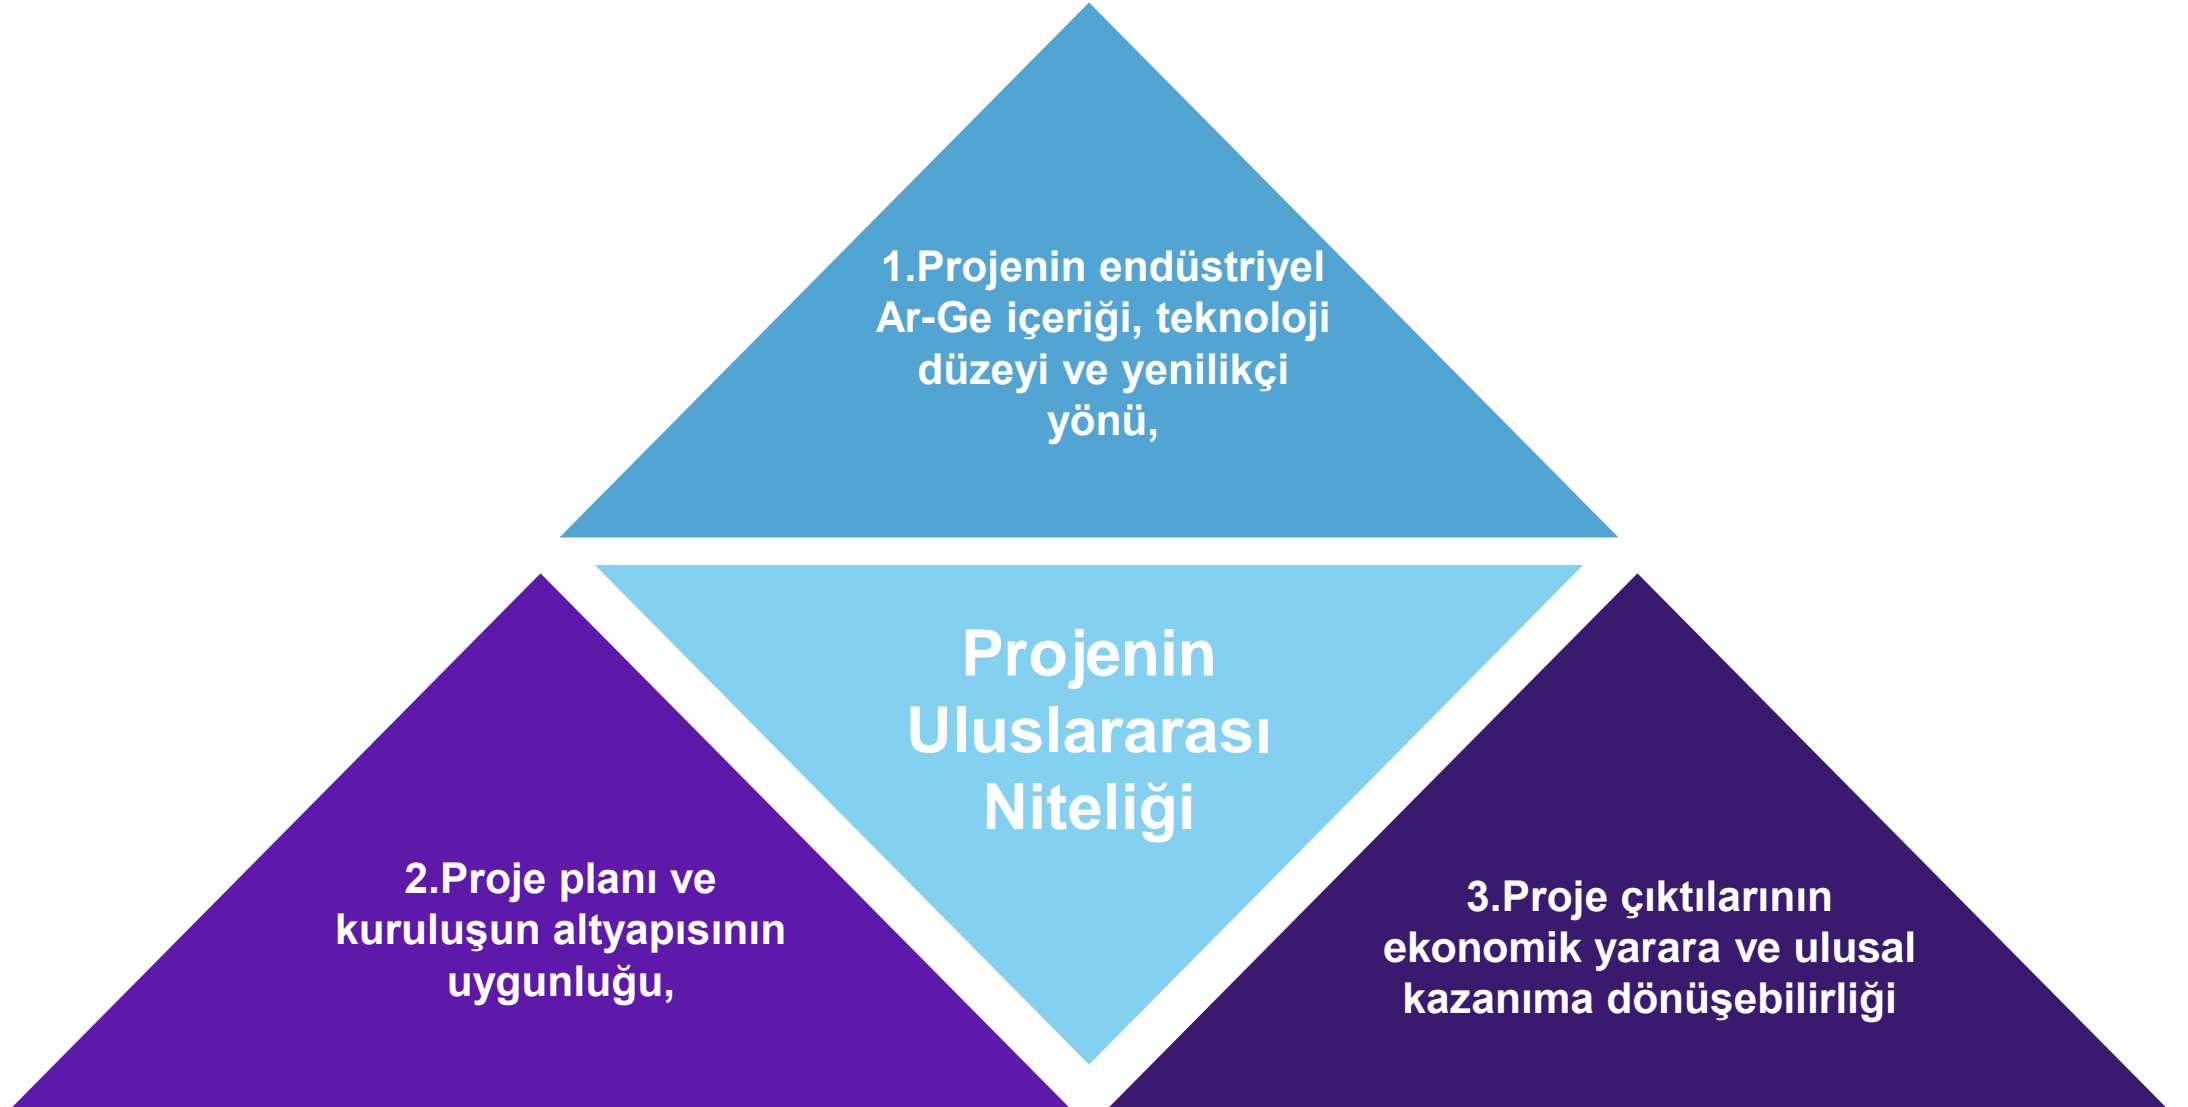 1.Projenin endüstriyel
Ar-Ge içeriği, teknoloji
düzeyi ve yenilikçi
yönü,
Projenin
Uluslararası
Niteliği
2.Proje planı ve
kuruluşun altyapısının
uygunluğu,
3.Proje çıktılarının
ekonomik yarara ve ulusal
kazanıma dönüşebilirliği